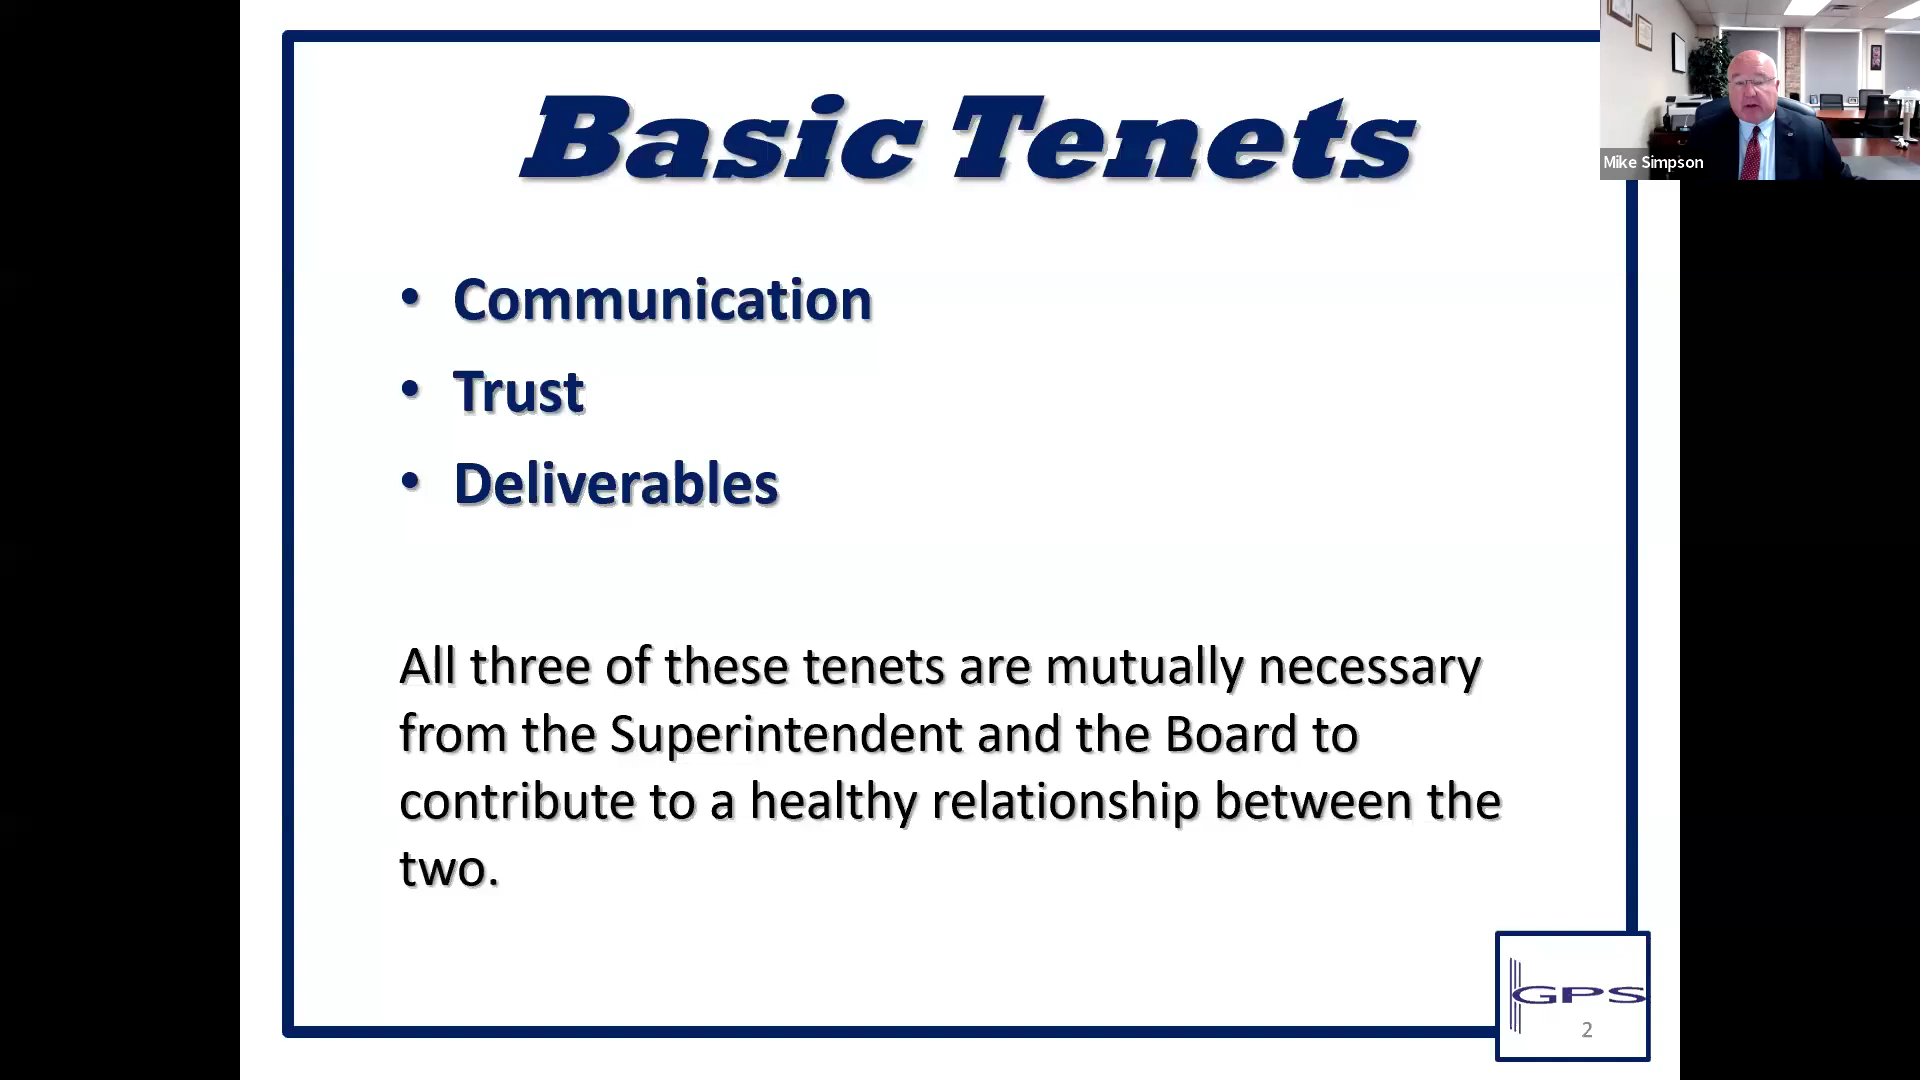 Basic Tenets
Mike Simpson
• Communication
• Trust
• Deliverables
All three of these tenets are mutually necessary
from the Superintendent and the Board to
contribute to a healthy relationship between the
two.
GPS
2